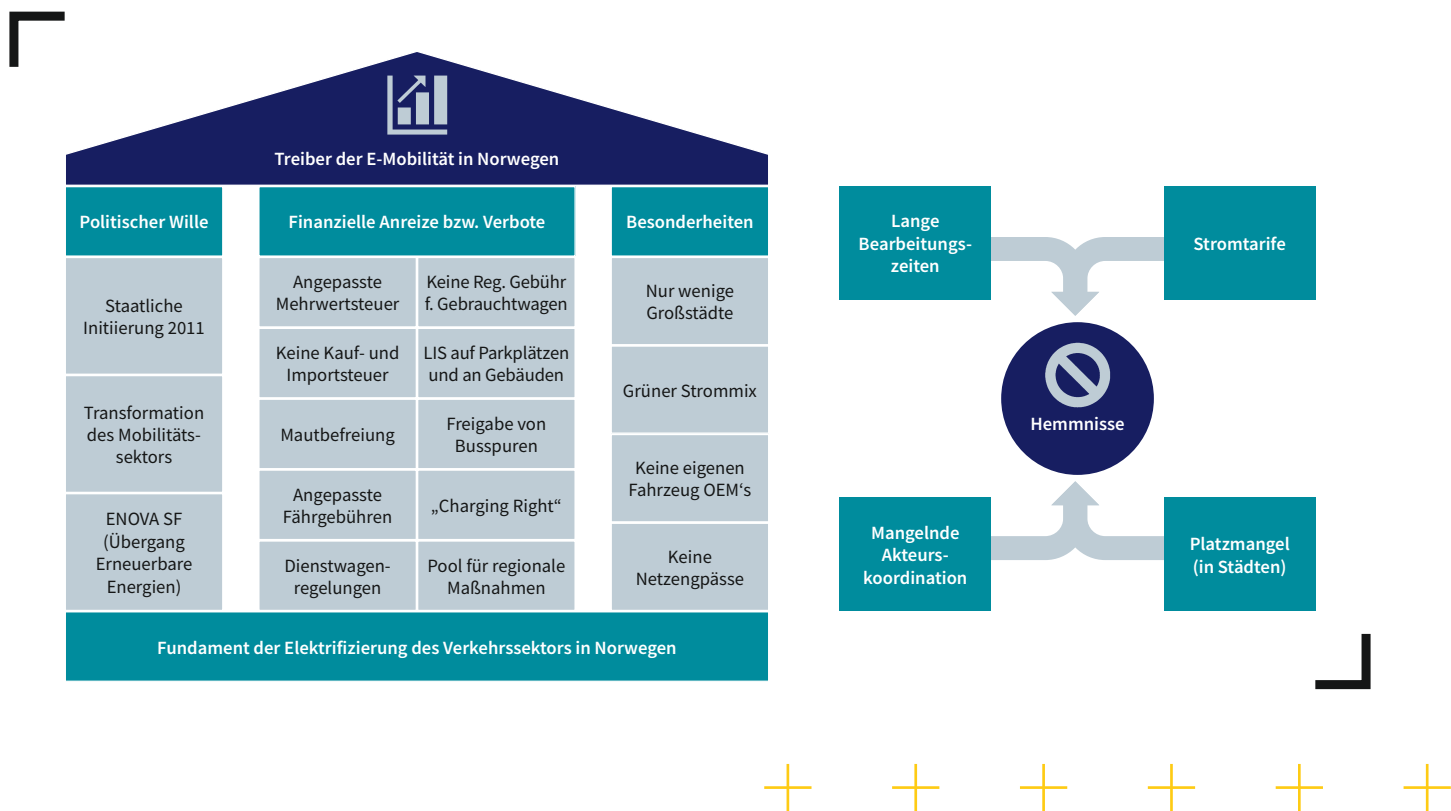 Treiber der E-Mobilität in Norwegen
Politischer Wille
Staatliche
Initiierung 2011
Transformation
des Mobilitäts-
sektors
ENOVA SF
(Übergang
Erneuerbare
Energien)
Finanzielle Anreize bzw. Verbote
Angepasste
Mehrwertsteuer
Keine Kauf- und
Importsteuer
Mautbefreiung
Angepasste
Fährgebühren
Dienstwagen-
regelungen
Keine Reg. Gebühr
f. Gebrauchtwagen
LIS auf Parkplätzen
und an Gebäuden
Freigabe von
Busspuren
„Charging Right“
Pool für regionale
Maßnahmen
Besonderheiten
Nur wenige
Großstädte
Grüner Strommix
Keine eigenen
Fahrzeug OEM‘s
Keine
Netzengpässe
Fundament der Elektrifizierung des Verkehrssektors in Norwegen
Lange
Bearbeitungs-
zeiten
Stromtarife
Hemmnisse
Mangelnde
Akteurs-
koordination
Platzmangel
(in Städten)